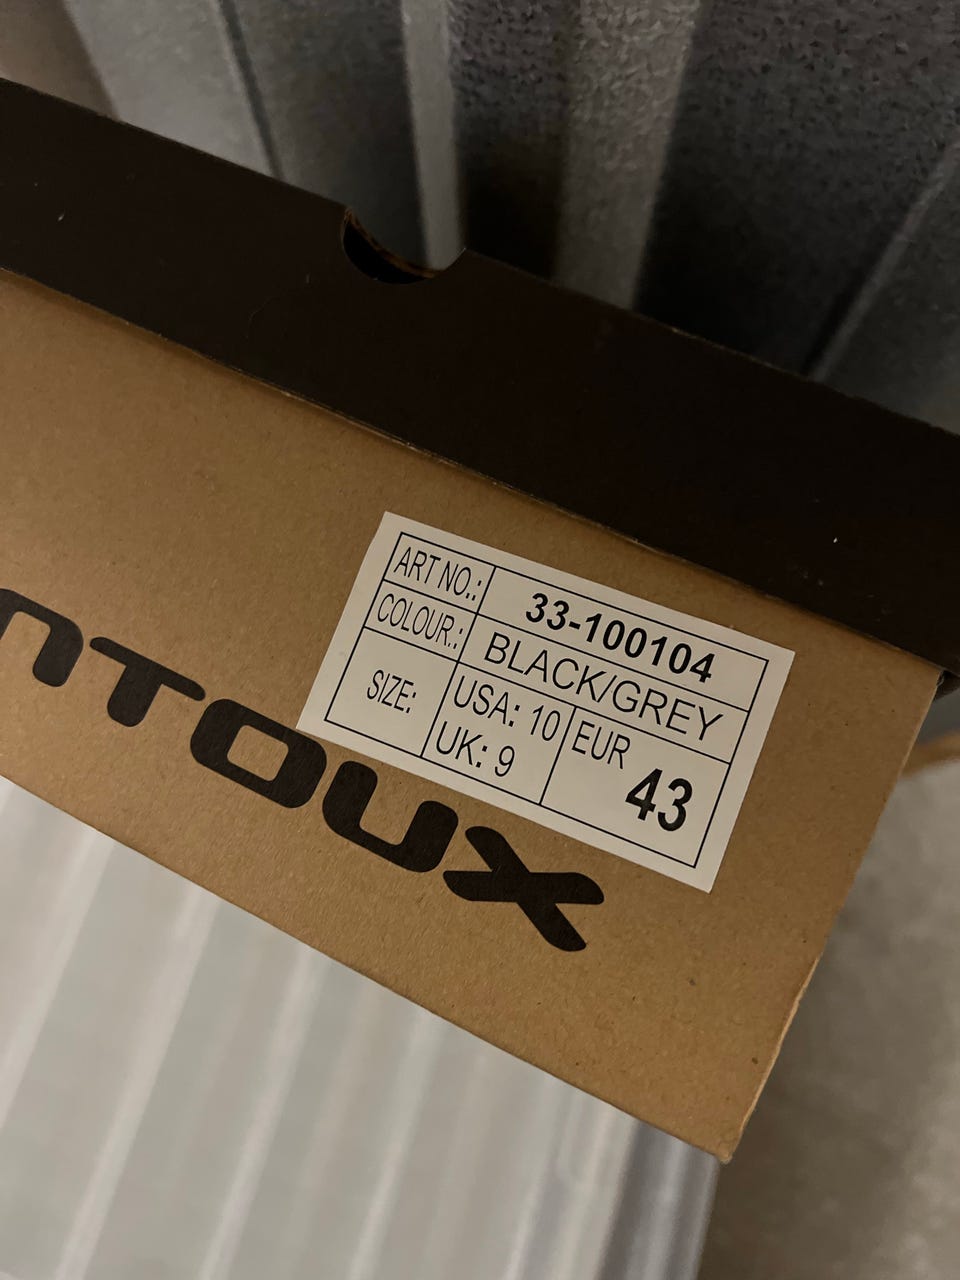 ART NO.: 33-100104
COLOUR.: BLACK/GREY
SIZE: USA: 10 EUR
UK: 9 43
NTOUX